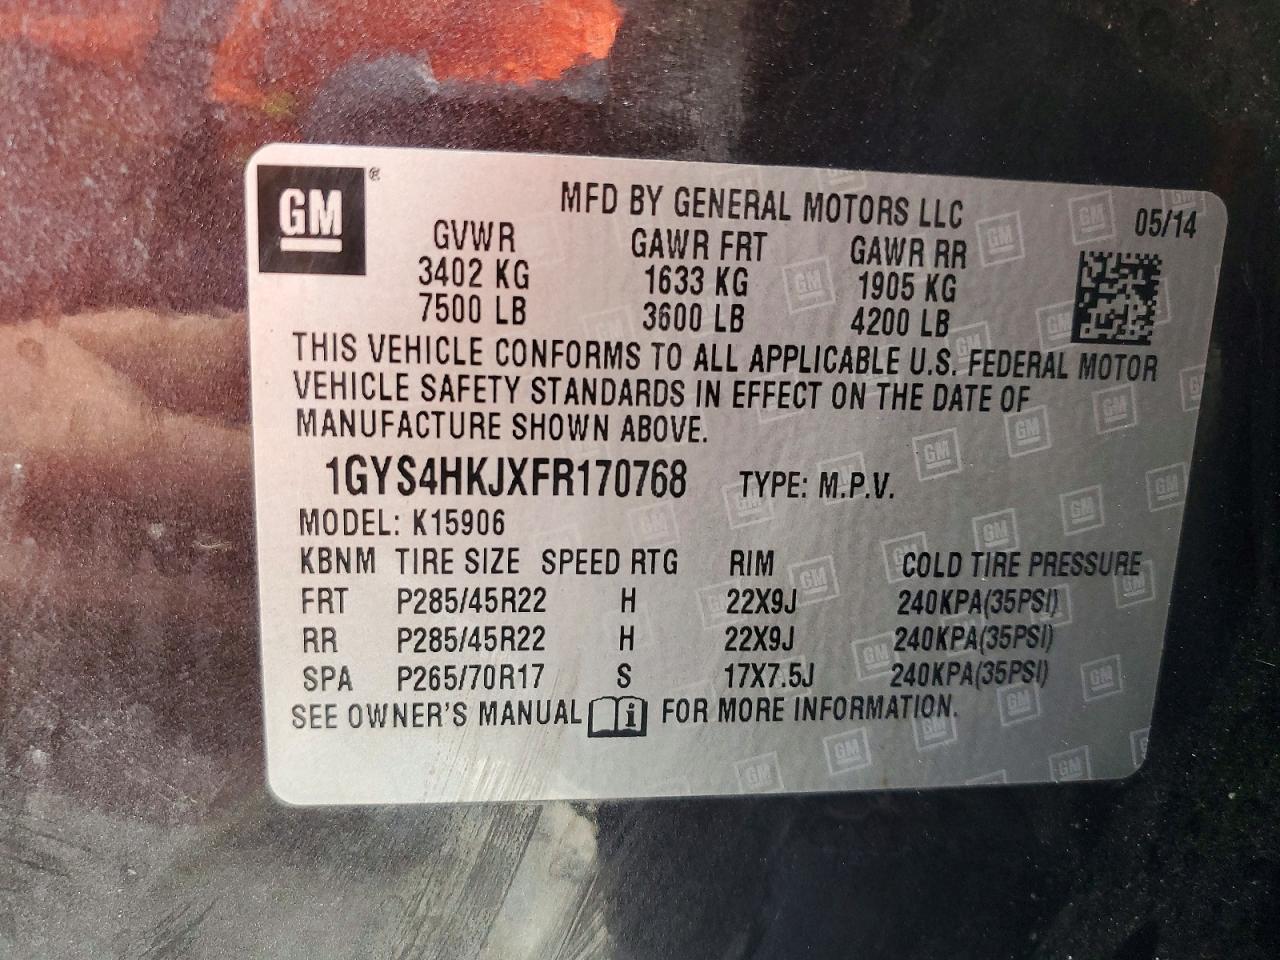 GM ®
MFD BY GENERAL MOTORS LLC 05/14
GVWR GAWR FRT GAWR RR
3402 KG 1633 KG 1905 KG
7500 LB 3600 LB 4200 LB
THIS VEHICLE CONFORMS TO ALL APPLICABLE U.S. FEDERAL MOTOR
VEHICLE SAFETY STANDARDS IN EFFECT ON THE DATE OF
MANUFACTURE SHOWN ABOVE.
1GYS4HKJXFR170768 TYPE: M.P.V.
MODEL: K15906
KBNM TIRE SIZE SPEED RTG RIM COLD TIRE PRESSURE
FRT P285/45R22 H 22X9J 240KPA(35PSI)
RR P285/45R22 H 22X9J 240KPA(35PSI)
SPA P265/70R17 S 17X7.5J 240KPA(35PSI)
SEE OWNER'S MANUAL i FOR MORE INFORMATION.